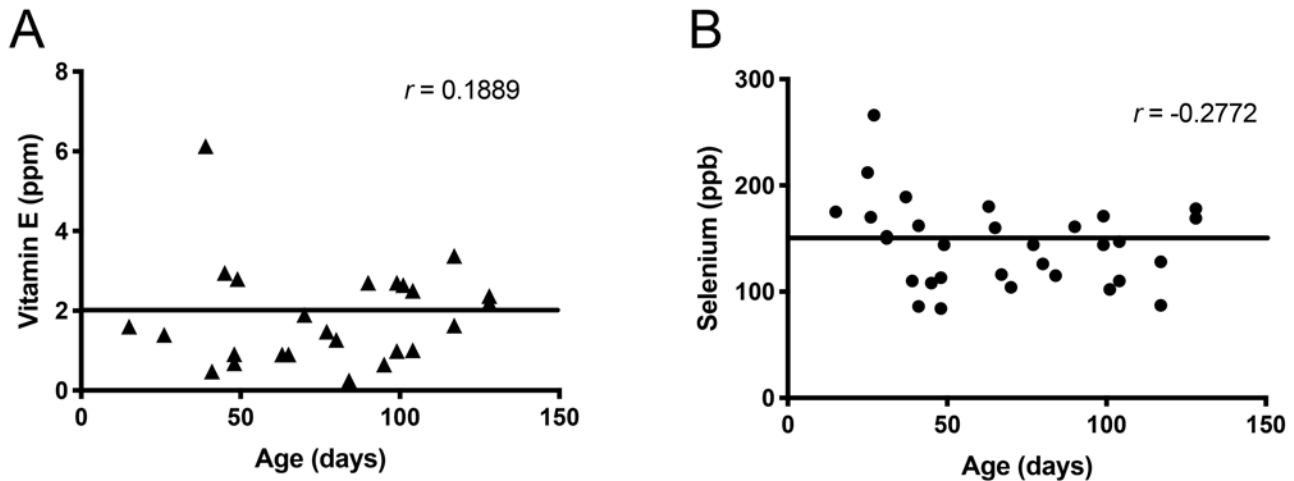 A
r = 0.1889
Vitamin E (ppm)
8
6
4
2
0
0 50 100 150
Age (days)
B
r = -0.2772
Selenium (ppb)
300
200
100
0
0 50 100 150
Age (days)